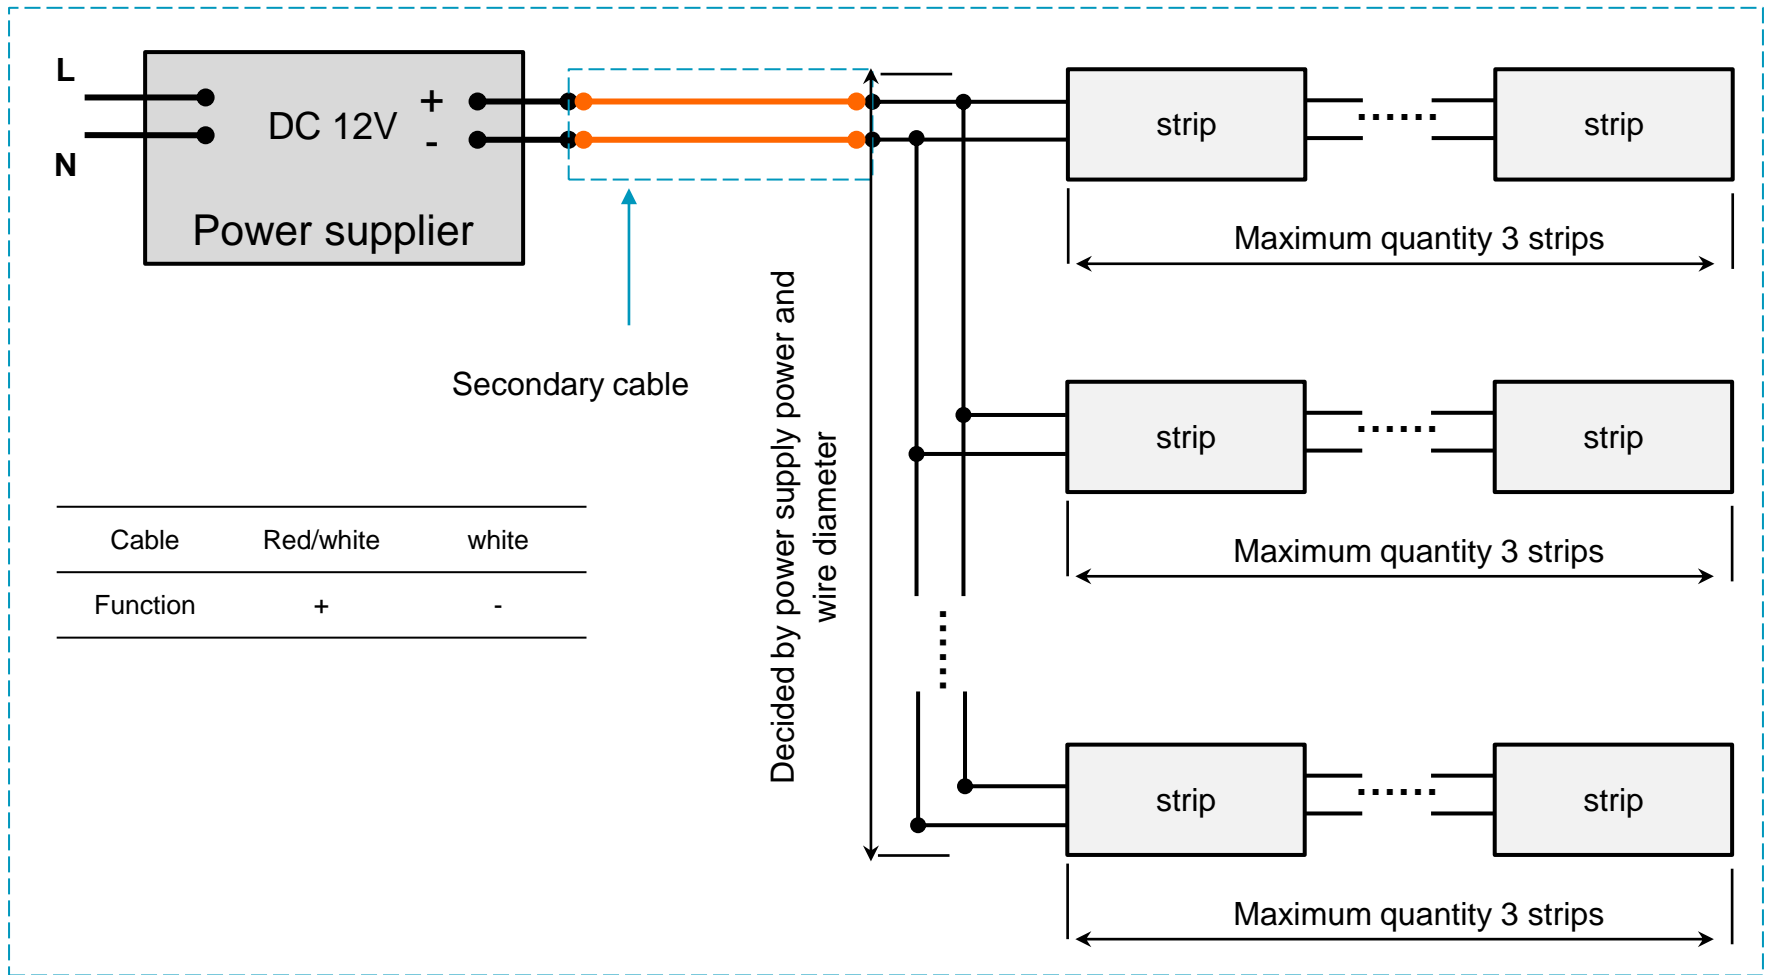 L
N
DC 12V
+
-
Power supplier
strip
strip
Maximum quantity 3 strips
Secondary cable
Decided by power supply power and
wire diameter
strip
strip
Maximum quantity 3 strips
Cable Red/white white
Function + -
strip
strip
Maximum quantity 3 strips